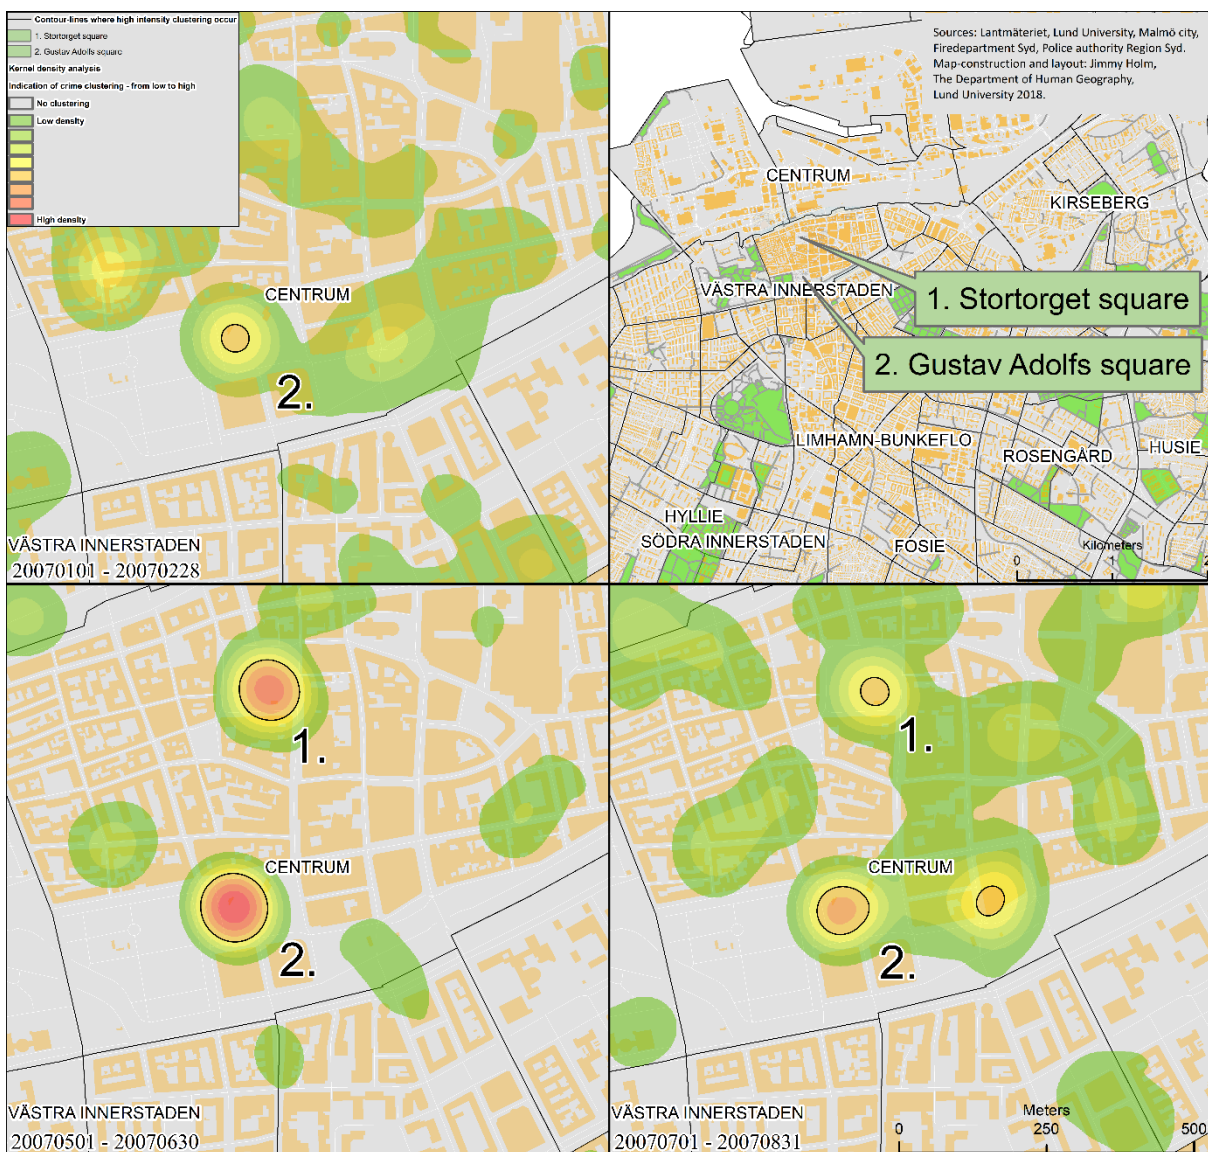 Contour-lines where high intensity clustering occur
1. Stortorget square
2. Gustav Adolfs square
Kernel density analysis
Indication of crime clustering - from low to high
No clustering
Low density
High density
CENTRUM
2.
VÄSTRA INNERSTADEN
20070101 - 20070228
Sources: Lantmäteriet, Lund University, Malmö city,
Firedepartment Syd, Police authority Region Syd.
Map-construction and layout: Jimmy Holm,
The Department of Human Geography,
Lund University 2018.
CENTRUM
KIRSEBERG
VÄSTRA INNERSTADEN
1. Stortorget square
2. Gustav Adolfs square
LIMHAMN-BUNKEFLO
ROSENGÅRD
HUSIE
HYLLIE
SÖDRA INNERSTADEN
FOSIE
Kilometers
0 2
1.
CENTRUM
2.
VÄSTRA INNERSTADEN
20070501 - 20070630
1.
CENTRUM
2.
VÄSTRA INNERSTADEN
20070701 - 20070831
Meters
0 250 500